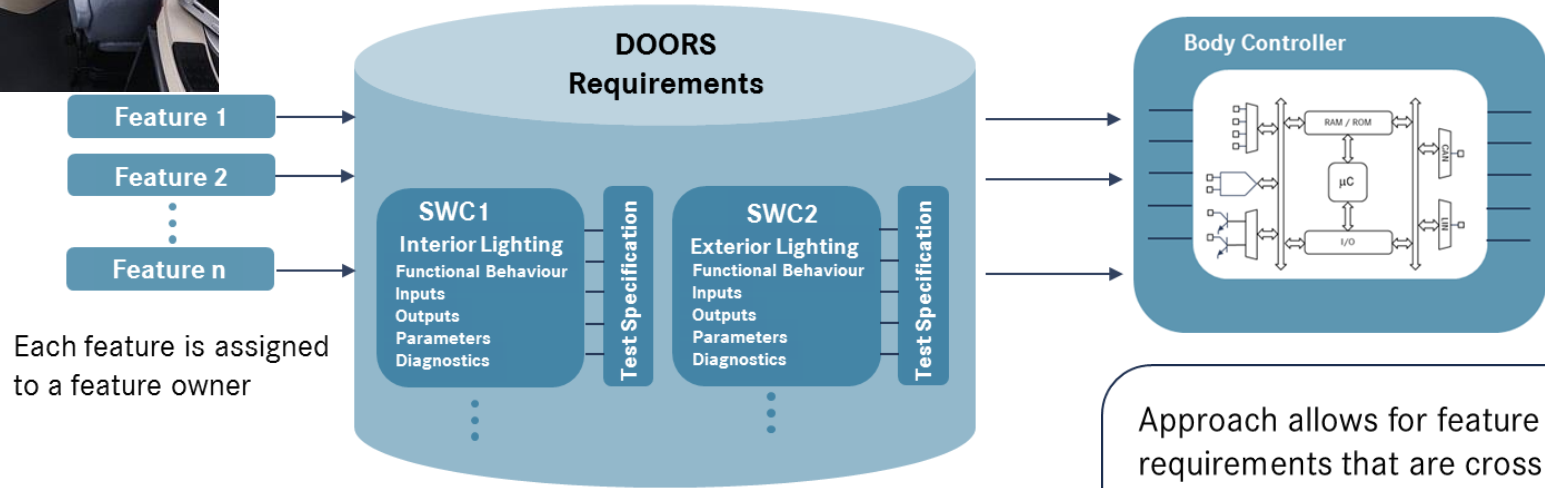 DOORS
Requirements
Feature 1
Feature 2
Feature n
Each feature is assigned
to a feature owner
SWC1
Interior Lighting
Functional Behaviour
Inputs
Outputs
Parameters
Diagnostics
Test Specification
SWC2
Exterior Lighting
Functional Behaviour
Inputs
Outputs
Parameters
Diagnostics
Test Specification
Body Controller
RAM / ROM
µC
I/O
CAN
LIN
Approach allows for feature
requirements that are cross